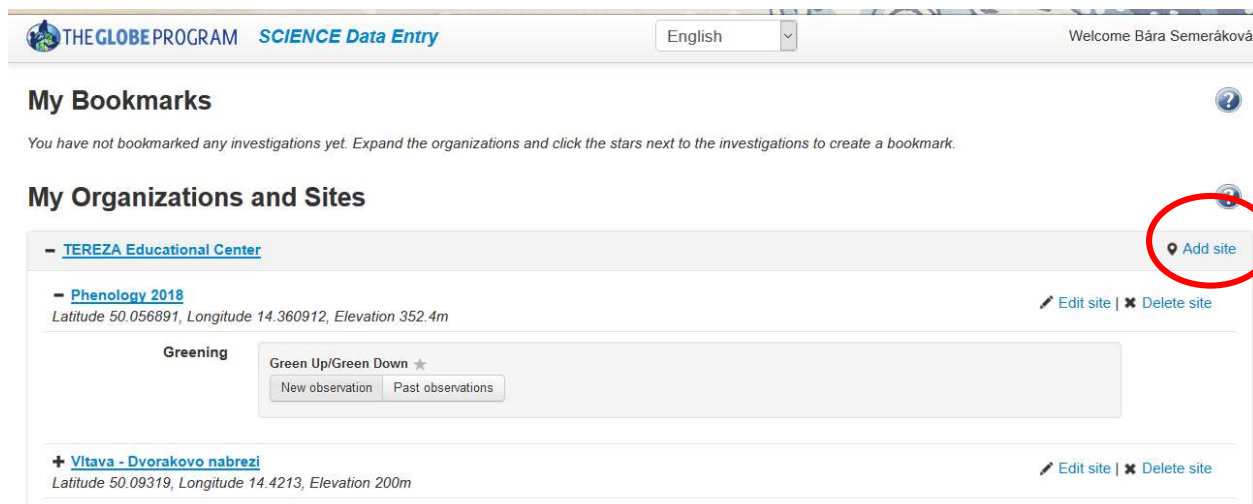 THE GLOBE PROGRAM SCIENCE Data Entry English Welcome Bára Semeráková
My Bookmarks
You have not bookmarked any investigations yet. Expand the organizations and click the stars next to the investigations to create a bookmark.
My Organizations and Sites
TEREZA Educational Center Add site
Phenology 2018 Edit site | Delete site
Latitude 50.056891, Longitude 14.360912, Elevation 352.4m
Greening
Green Up/Green Down
New observation Past observations
Vltava - Dvorakovo nabrezi Edit site | Delete site
Latitude 50.09319, Longitude 14.4213, Elevation 200m